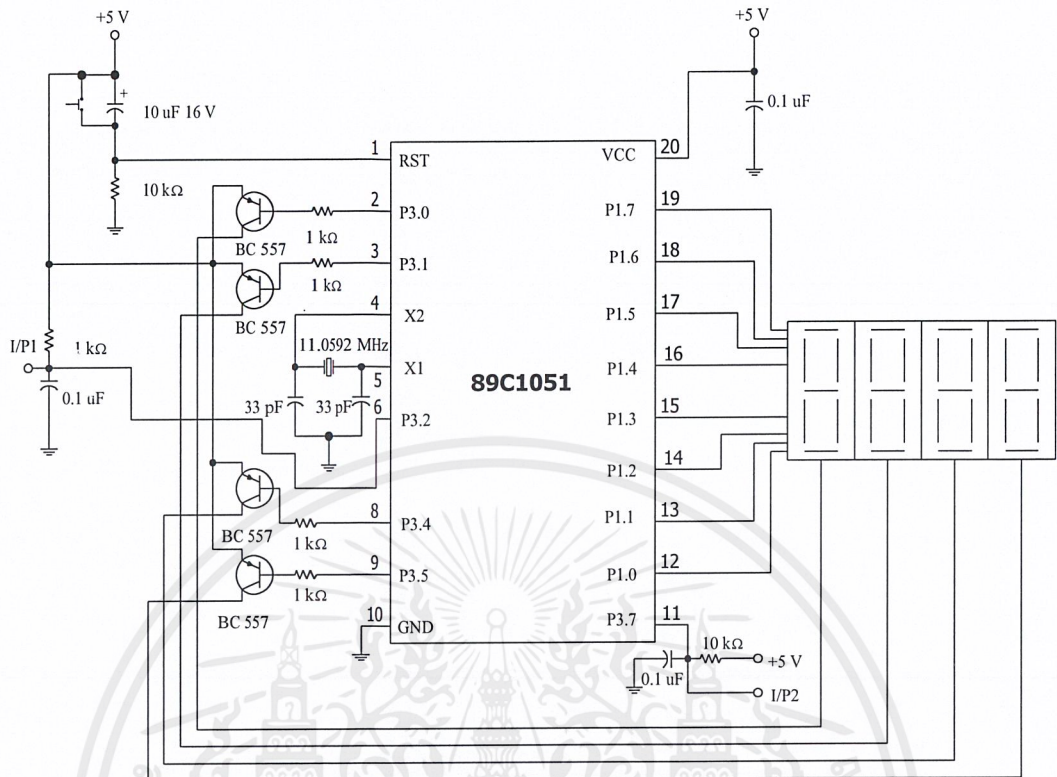 +5 V
+5 V
+
10 uF 16 V
0.1 uF
10 kΩ
1 RST
VCC 20
BC 557
1 kΩ
2 P3.0
P1.7 19
BC 557
1 kΩ
3 P3.1
P1.6 18
4 X2
P1.5 17
I/P1
1 kΩ
0.1 uF
11.0592 MHz
X1
5
P1.4 16
89C1051
33 pF
33 pF
6 P3.2
P1.3 15
P1.2 14
BC 557
1 kΩ
8 P3.4
P1.1 13
BC 557
1 kΩ
9 P3.5
P1.0 12
10 GND
P3.7 11
10 kΩ
+5 V
0.1 uF
I/P2